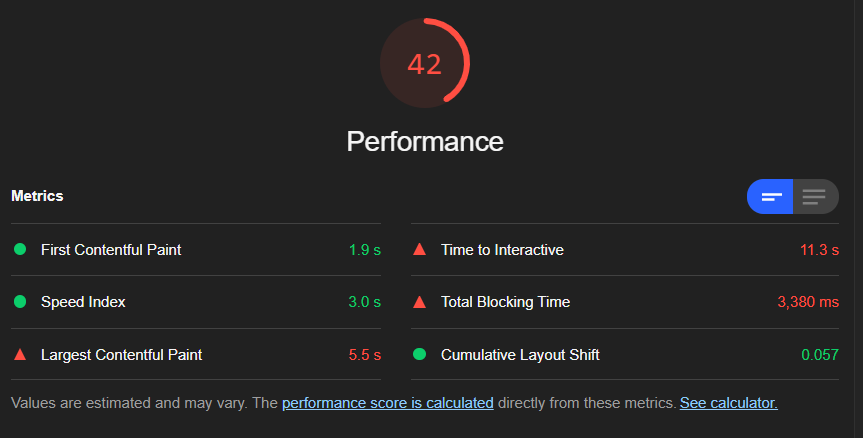 42
Performance
Metrics
First Contentful Paint 1.9 s
Time to Interactive 11.3 s
Speed Index 3.0 s
Total Blocking Time 3,380 ms
Largest Contentful Paint 5.5 s
Cumulative Layout Shift 0.057
Values are estimated and may vary. The performance score is calculated directly from these metrics. See calculator.